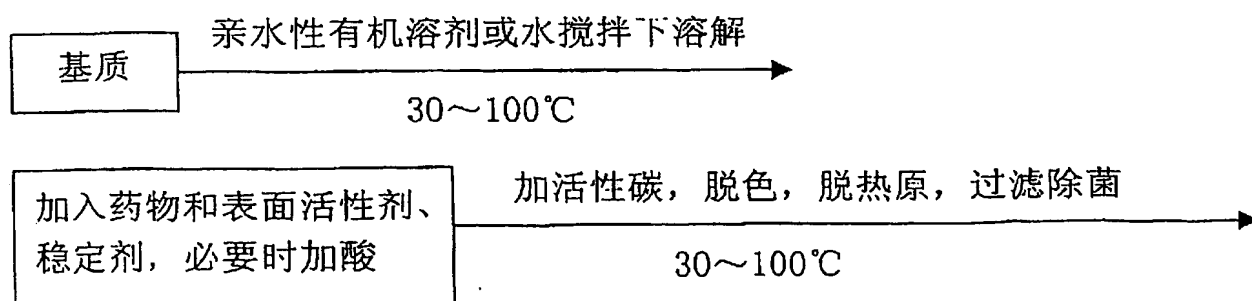 亲水性有机溶剂或水搅拌下溶解
基质
30～100℃
加活性碳，脱色，脱热原，过滤除菌
加入药物和表面活性剂、
稳定剂，必要时加酸
30～100℃